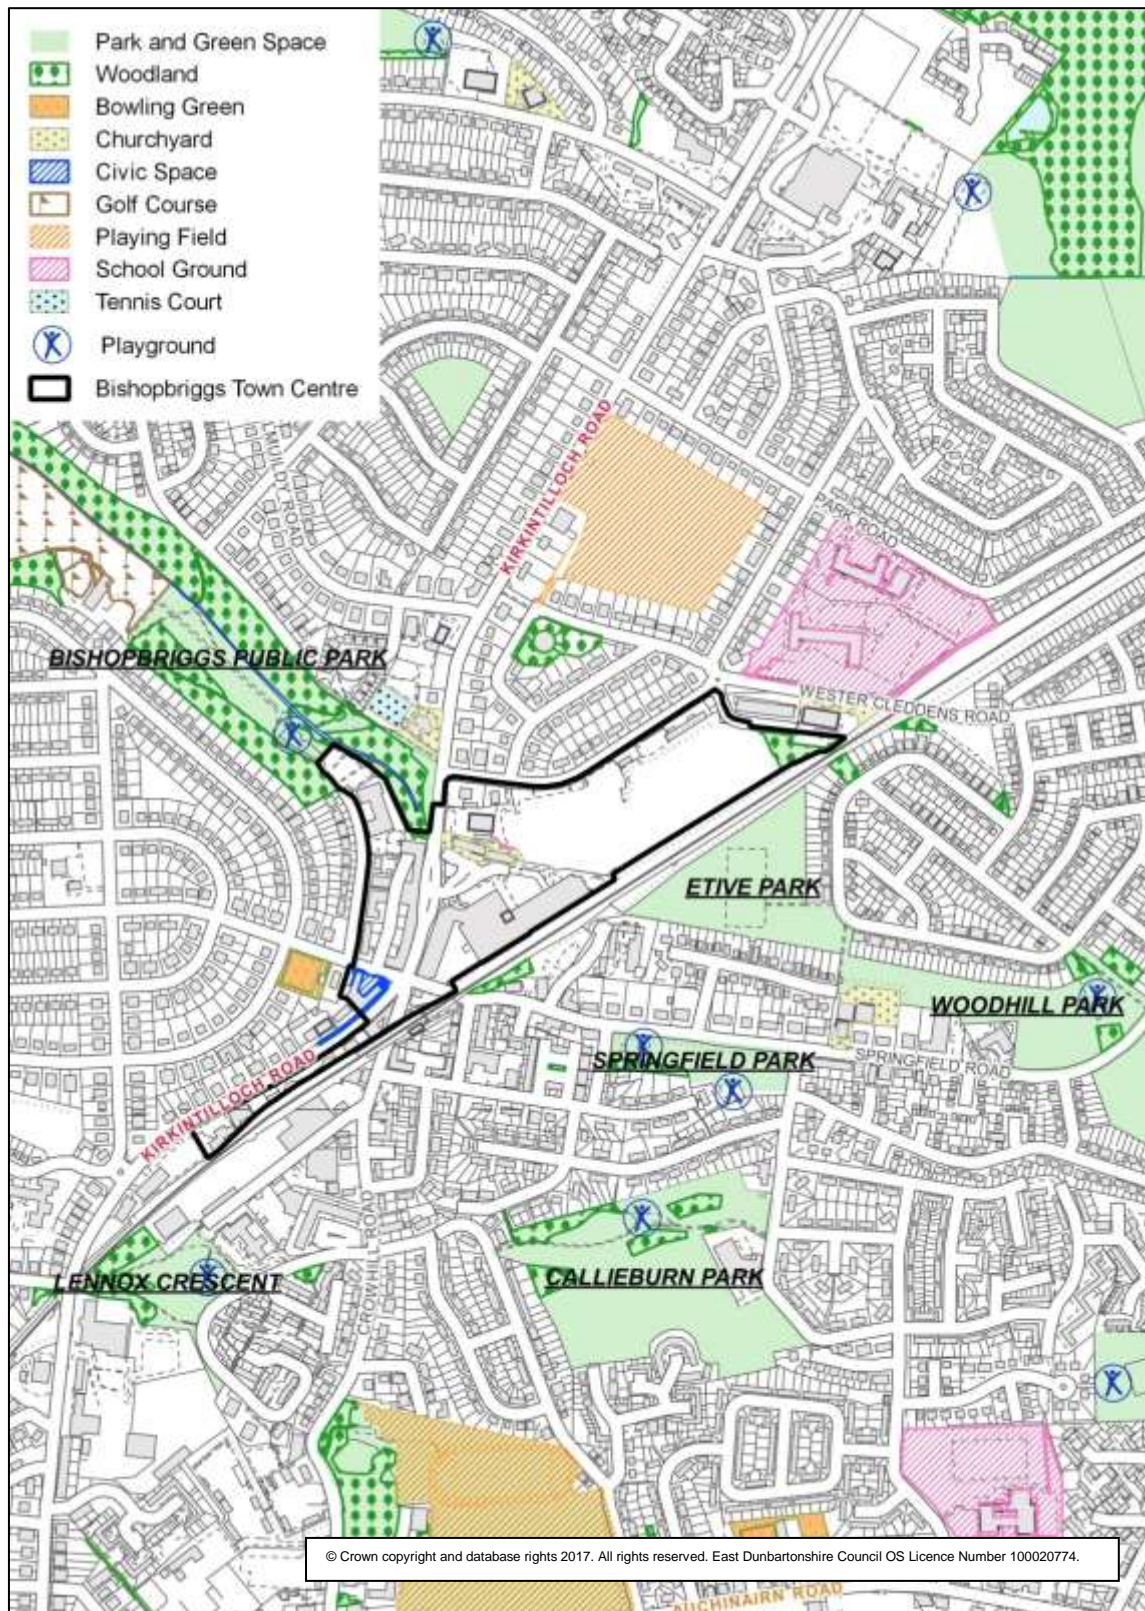 Park and Green Space
Woodland
Bowling Green
Churchyard
Civic Space
Golf Course
Playing Field
School Ground
Tennis Court
Playground
Bishopbriggs Town Centre
KIRKINTILLOCH ROAD
PARK ROAD
BISHOPBRIGGS PUBLIC PARK
WESTER CLEDDENS ROAD
ETIVE PARK
WOODHILL PARK
SPRINGFIELD PARK
SPRINGFIELD ROAD
KIRKINTILLOCH ROAD
LENNOX CRESCENT
CALLIEBURN PARK
© Crown copyright and database rights 2017. All rights reserved. East Dunbartonshire Council OS Licence Number 100020774.
AUCHINAIRN ROAD